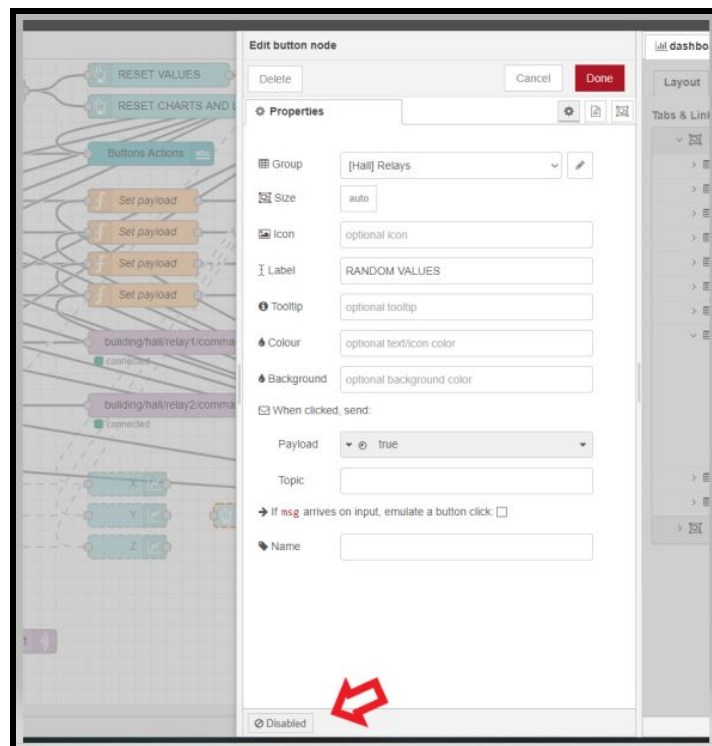 Edit button node
dashbo
Delete
Cancel
Done
RESET VALUES
Layout
RESET CHARTS AND L
Properties
Tabs & Link
Buttons Actions
abc
Group
[Hall] Relays
Size
auto
Set payload
Icon
optional icon
Set payload
Label
RANDOM VALUES
Set payload
Tooltip
optional tooltip
Set payload
Colour
optional text/icon color
building/hall/relay1/comma
connected
Background
optional background color
When clicked, send:
building/hall/relay2/comma
connected
Payload
true
Topic
X
If msg arrives on input, emulate a button click:
Y
Name
Z
Disabled